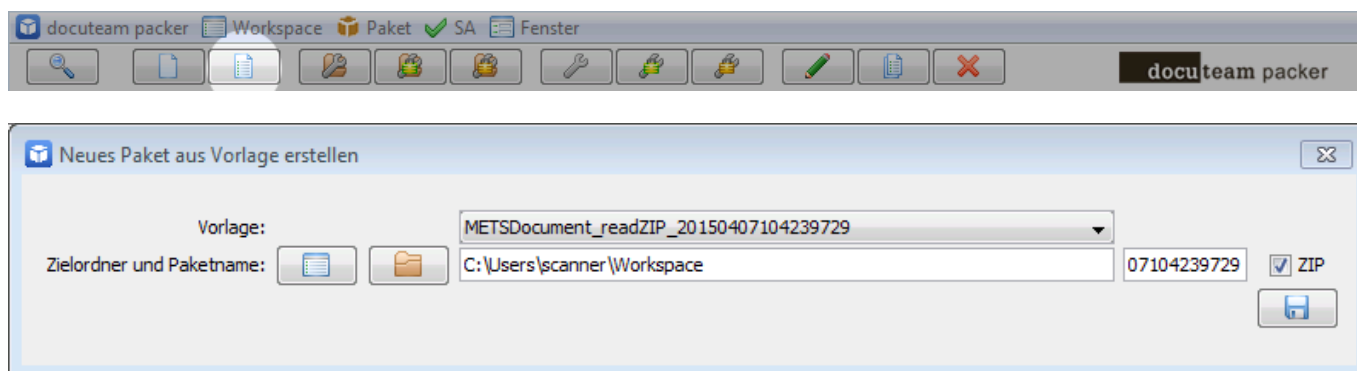 docuteam packer Workspace Paket SA Fenster
docuteam packer
Neues Paket aus Vorlage erstellen
Vorlage: METSDocument_readZIP_20150407104239729
Zielordner und Paketname: C:\Users\scanner\Workspace 07104239729 ZIP